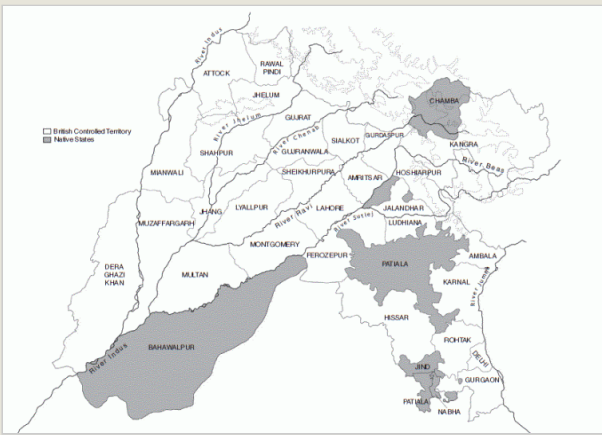 River Indus
ATTOCK
RAWAL
PINDI
JHELUM
CHAMBA
River Jhelum
GUJRAT
River Chenab
British Controlled Territory
Native States
SHAHPUR
GUJRANWALA
SIALKOT
GURDASPUR
KANGRA
River Beas
MIANWALI
SHEIKHURPURA
AMRITSAR
HOSHIARPUR
JHANG
LYALLPUR
River Ravi
LAHORE
JALANDHAR
MUZAFFARGARH
River Sutlej
LUDHIANA
MONTGOMERY
FEROZEPUR
PATIALA
AMBALA
DERA
GHAZI
KHAN
MULTAN
KARNAL
River Jumna
HISSAR
BAHAWALPUR
River Indus
ROHTAK
DELHI
JIND
GURGAON
PATIALA
NABHA